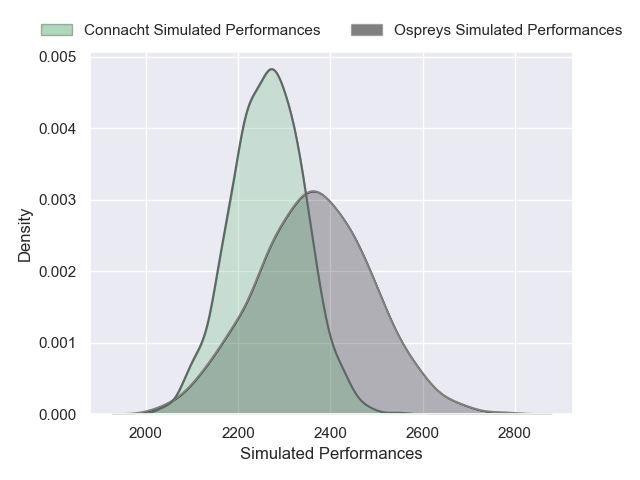 Connacht Simulated Performances
Ospreys Simulated Performances
0.005
0.004
0.003
0.002
0.001
0.000
Density
2000
2200
2400
2600
2800
Simulated Performances